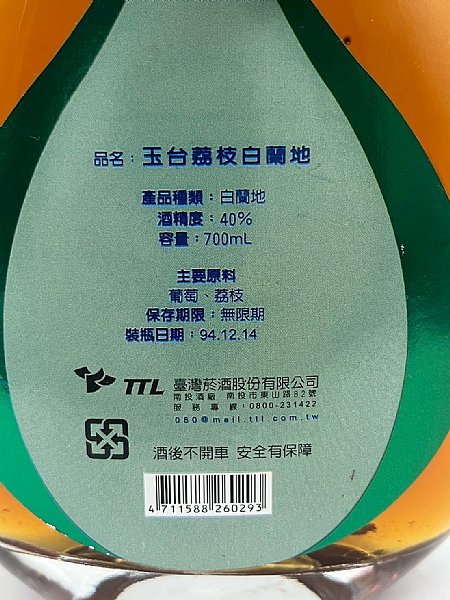 品名：玉台荔枝白蘭地
產品種類：白蘭地
酒精度：40%
容量：700mL
主要原料
葡萄、荔枝
保存期限：無限期
裝瓶日期：94.12.14
TTL 臺灣菸酒股份有限公司
南投酒廠 南投市東山路82號
服務專線：0800-231422
080@mail.ttl.com.tw
酒後不開車 安全有保障
4 711588 260293